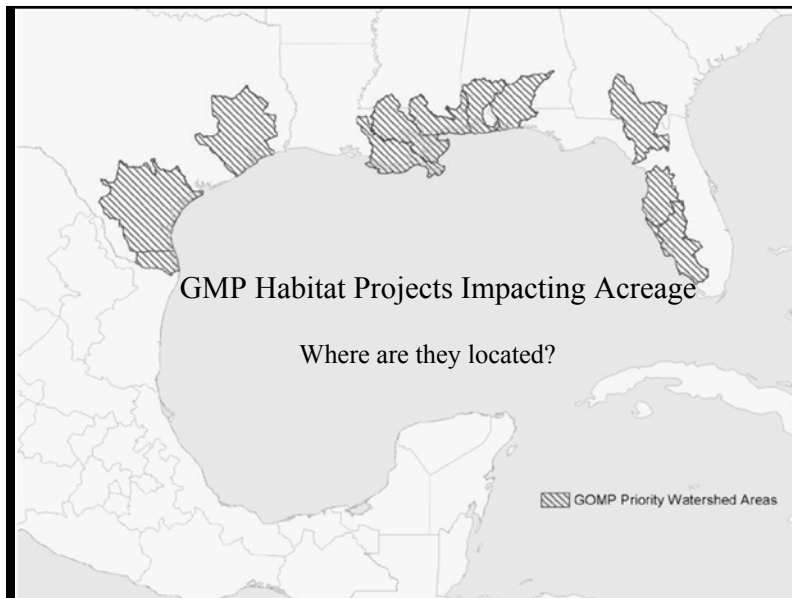 GMP Habitat Projects Impacting Acreage
Where are they located?
GOMP Priority Watershed Areas